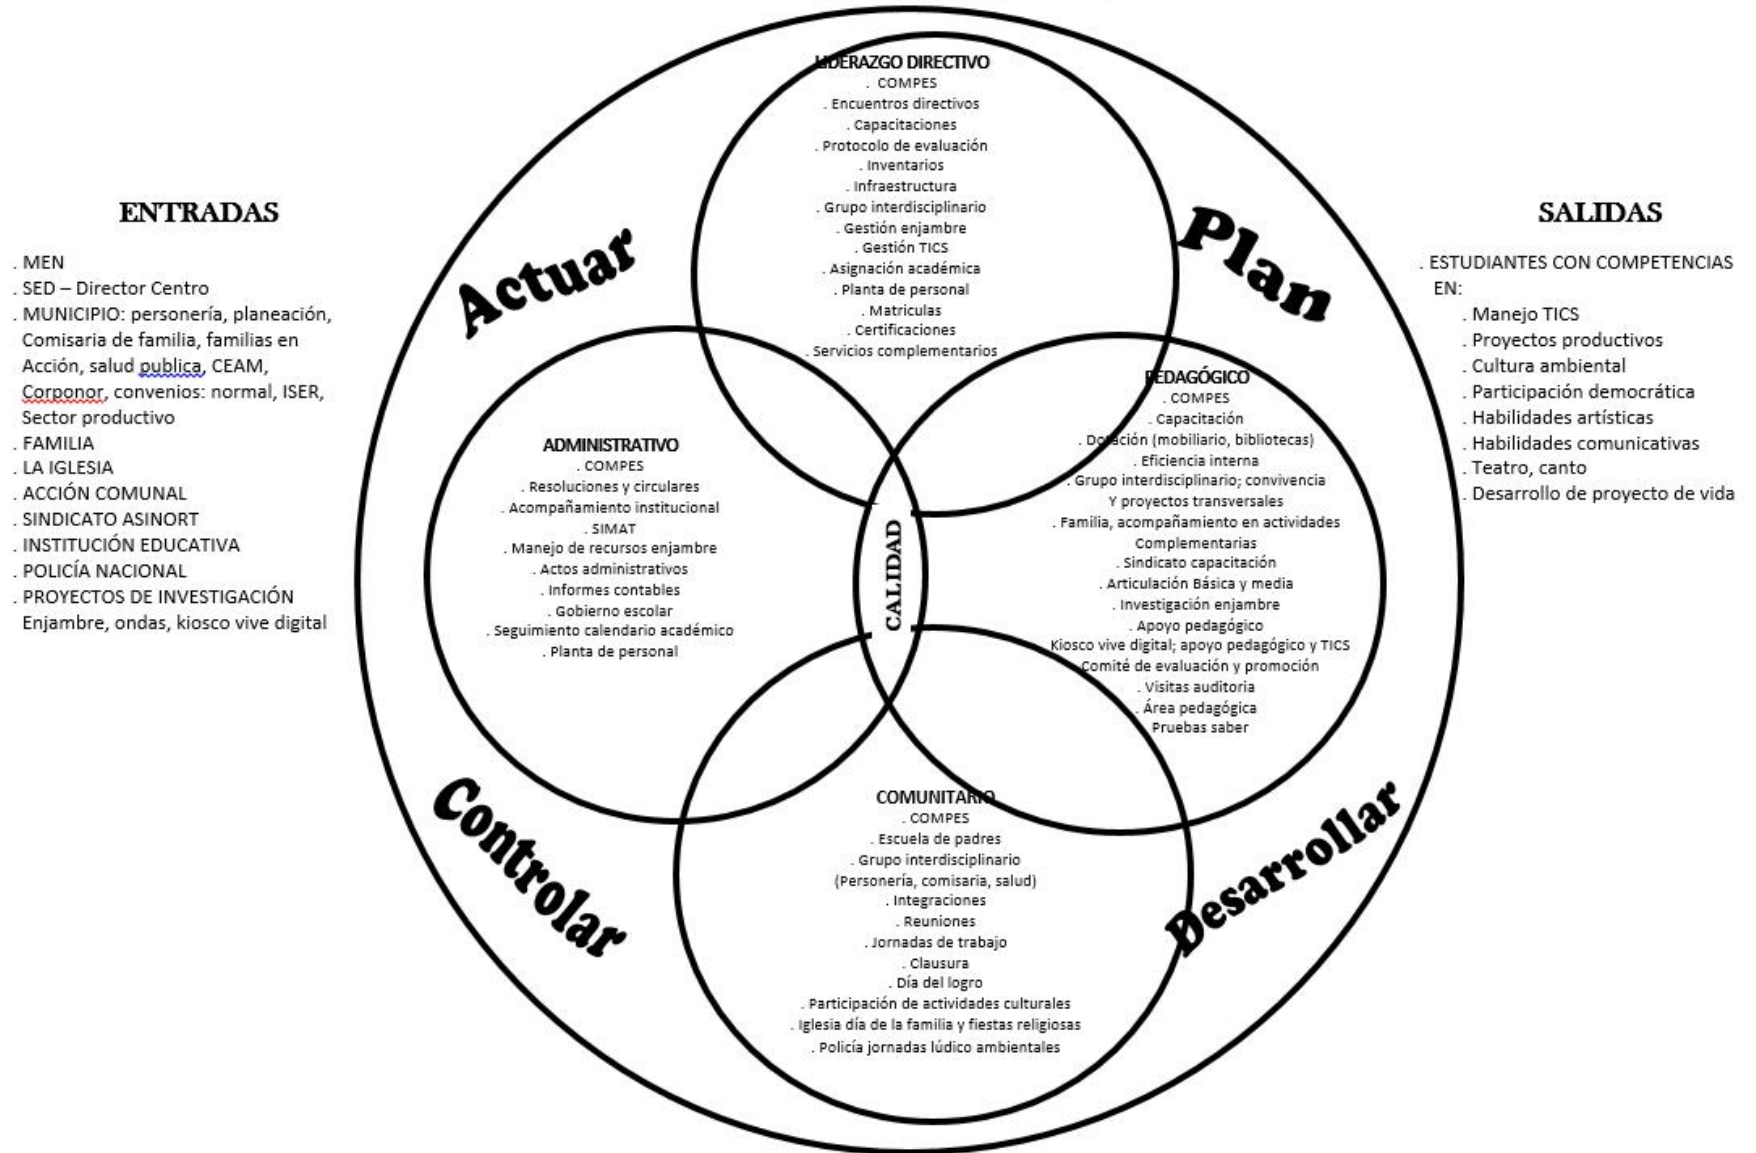 ENTRADAS
. MEN
. SED – Director Centro
. MUNICIPIO: personería, planeación,
Comisaria de familia, familias en
Acción, salud publica, CEAM,
Corponor, convenios: normal, ISER,
Sector productivo
. FAMILIA
. LA IGLESIA
. ACCIÓN COMUNAL
. SINDICATO ASINORT
. INSTITUCIÓN EDUCATIVA
. POLICÍA NACIONAL
. PROYECTOS DE INVESTIGACIÓN
Enjambre, ondas, kiosco vive digital
Actuar
Plan
LIDERAZGO DIRECTIVO
. COMPES
. Encuentros directivos
. Capacitaciones
. Protocolo de evaluación
. Inventarios
. Infraestructura
. Grupo interdisciplinario
. Gestión enjambre
. Gestión TICS
. Asignación académica
. Planta de personal
. Matriculas
. Certificaciones
. Servicios complementarios
ADMINISTRATIVO
. COMPES
. Resoluciones y circulares
. Acompañamiento institucional
. SIMAT
. Manejo de recursos enjambre
. Actos administrativos
. Informes contables
. Gobierno escolar
. Seguimiento calendario académico
. Planta de personal
CALIDAD
PEDAGÓGICO
. COMPES
. Capacitación
. Dotación (mobiliario, bibliotecas)
. Eficiencia interna
. Grupo interdisciplinario; convivencia
Y proyectos transversales
. Familia, acompañamiento en actividades
Complementarias
. Sindicato capacitación
. Articulación Básica y media
. Investigación enjambre
. Apoyo pedagógico
Kiosco vive digital; apoyo pedagógico y TICS
Comité de evaluación y promoción
. Visitas auditoria
. Área pedagógica
Pruebas saber
COMUNITARIO
. COMPES
. Escuela de padres
. Grupo interdisciplinario
(Personería, comisaria, salud)
. Integraciones
. Reuniones
. Jornadas de trabajo
. Clausura
. Día del logro
. Participación de actividades culturales
. Iglesia día de la familia y fiestas religiosas
. Policía jornadas lúdico ambientales
Controlar
Desarrollar
SALIDAS
. ESTUDIANTES CON COMPETENCIAS
EN:
. Manejo TICS
. Proyectos productivos
. Cultura ambiental
. Participación democrática
. Habilidades artísticas
. Habilidades comunicativas
. Teatro, canto
. Desarrollo de proyecto de vida